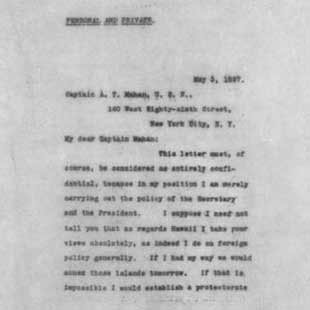 PERSONAL AND PRIVATE.
May 3, 1897.
Captain A. T. Mahan, U. S. N.,
160 West Eighty-sixth Street,
New York City, N. Y.
My dear Captain Mahan:
This letter must, of
course, be considered as entirely confi-
dential, because in my position I am merely
carrying out the policy of the Secretary
and the President. I suppose I need not
tell you that as regards Hawaii I take your
views absolutely, as indeed I do on foreign
policy generally. If I had my way we would
annex those islands tomorrow. If that is
impossible I would establish a protectorate